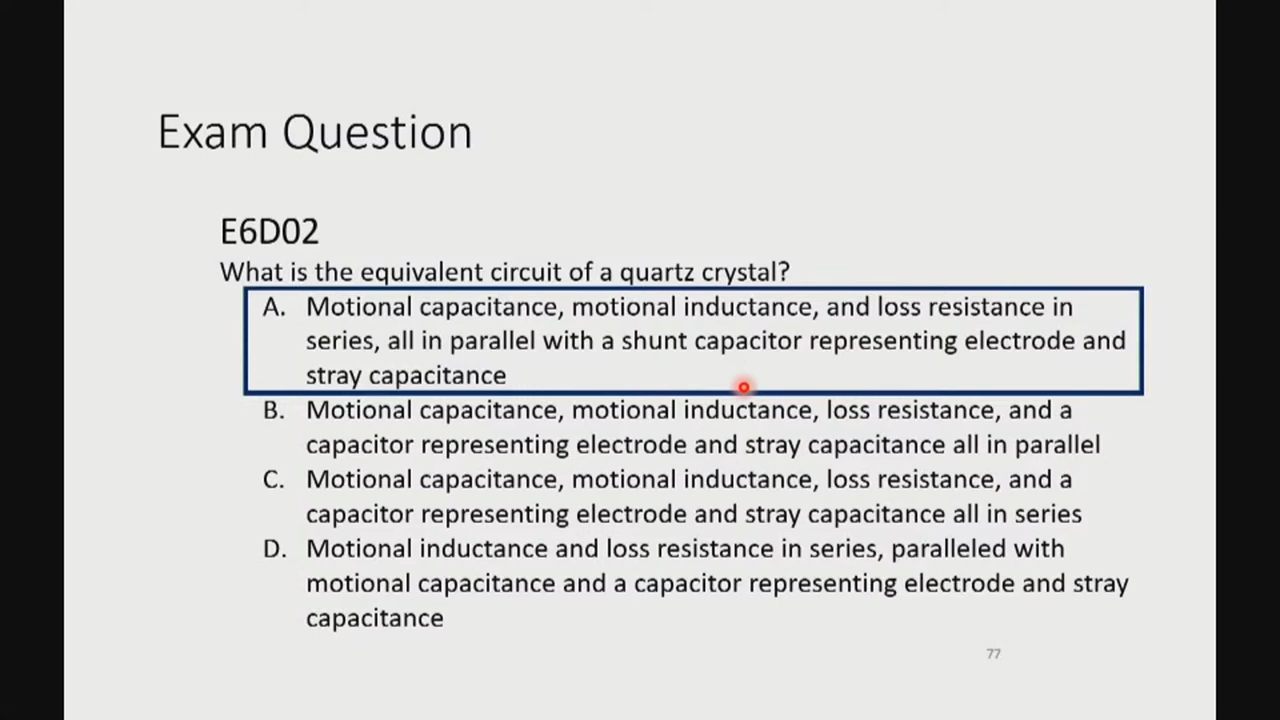 Exam Question
E6D02
What is the equivalent circuit of a quartz crystal?
A. Motional capacitance, motional inductance, and loss resistance in
series, all in parallel with a shunt capacitor representing electrode and
stray capacitance
B. Motional capacitance, motional inductance, loss resistance, and a
capacitor representing electrode and stray capacitance all in parallel
C. Motional capacitance, motional inductance, loss resistance, and a
capacitor representing electrode and stray capacitance all in series
D. Motional inductance and loss resistance in series, paralleled with
motional capacitance and a capacitor representing electrode and stray
capacitance
77